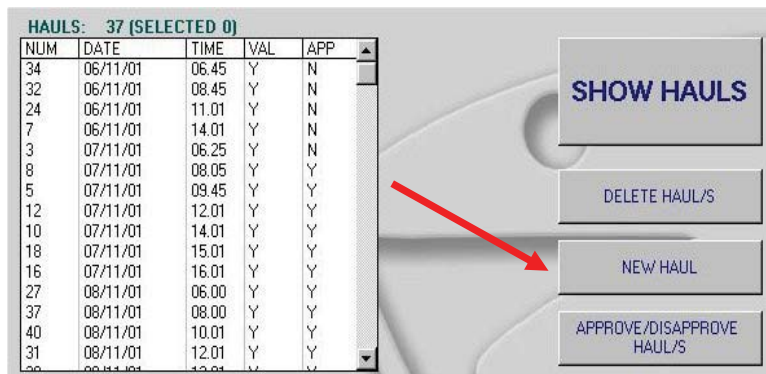 HAULS: 37 (SELECTED 0)
NUM DATE TIME VAL APP
34 06/11/01 06.45 Y N
32 06/11/01 08.45 Y N
24 06/11/01 11.01 Y N
7 06/11/01 14.01 Y N
3 07/11/01 06.25 Y N
8 07/11/01 08.05 Y Y
5 07/11/01 09.45 Y Y
12 07/11/01 12.01 Y Y
10 07/11/01 14.01 Y Y
18 07/11/01 15.01 Y Y
16 07/11/01 16.01 Y Y
27 08/11/01 06.00 Y Y
37 08/11/01 08.00 Y Y
40 08/11/01 10.01 Y Y
31 08/11/01 12.01 Y Y
SHOW HAULS
DELETE HAUL/S
NEW HAUL
APPROVE/DISAPPROVE
HAUL/S